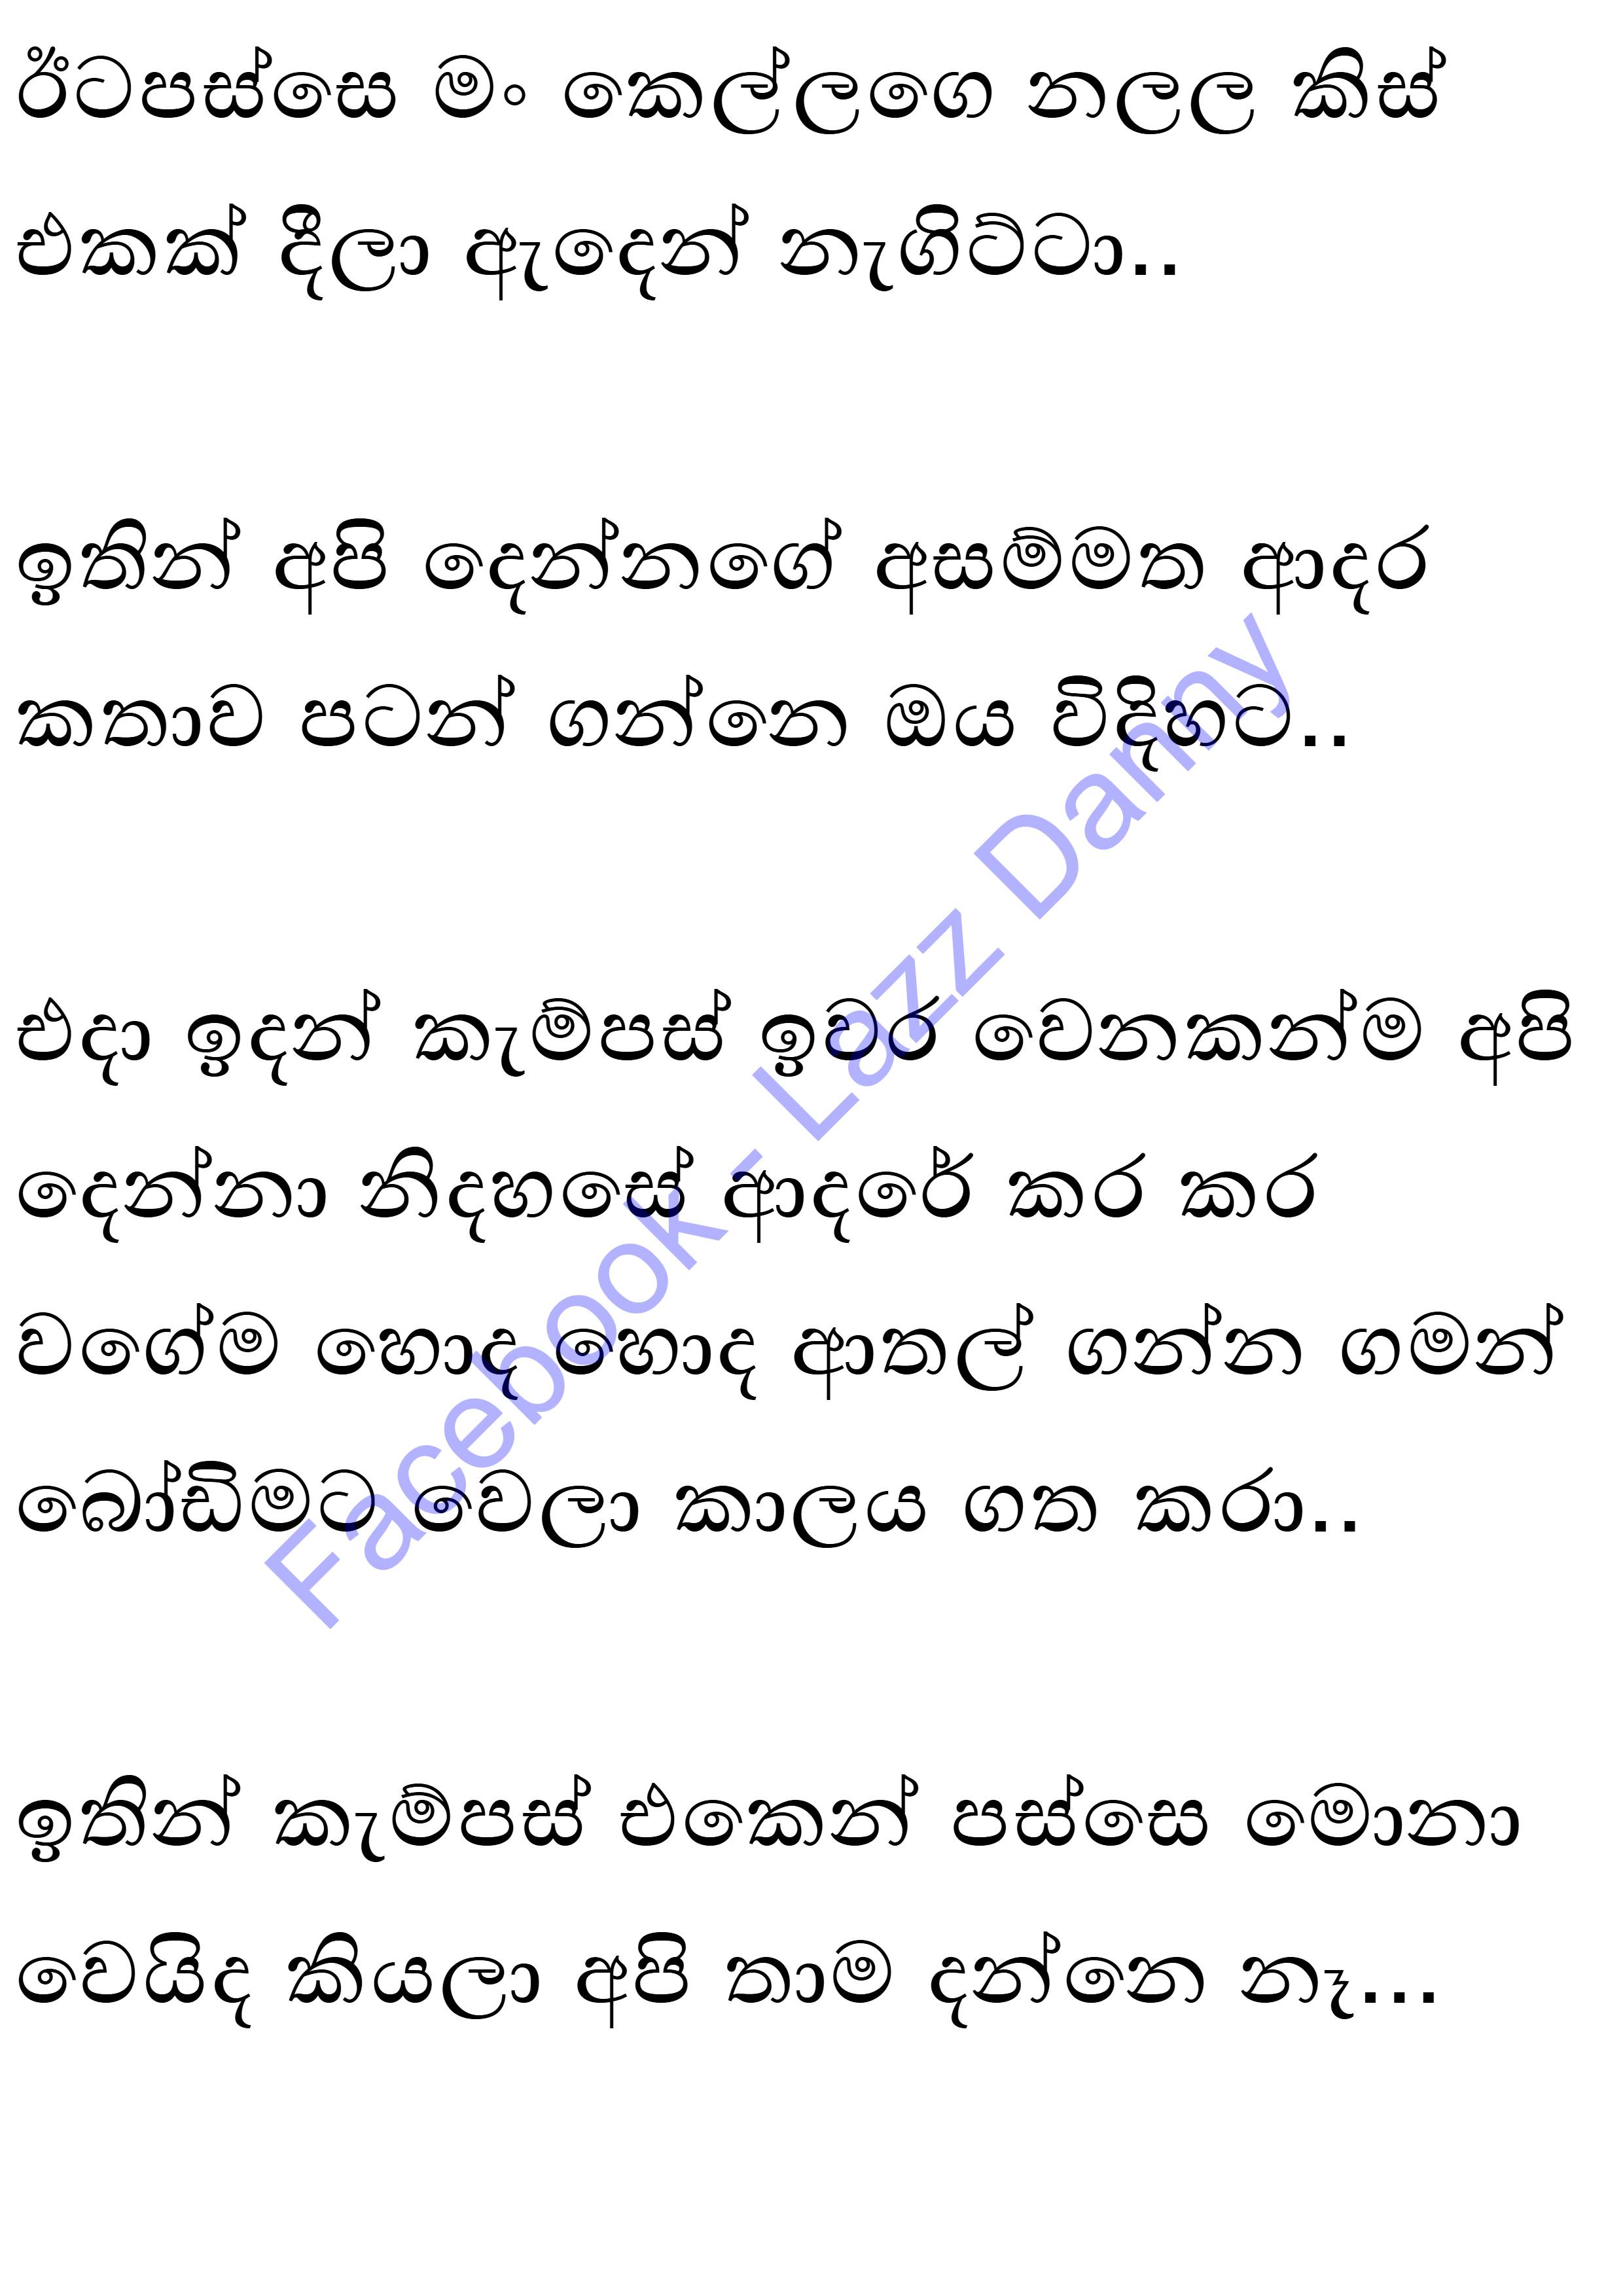 ඊටපස්සෙ මං කෙල්ලගෙ නලල කිස්
එකක් දීලා ඇදෙන් නැගිට්ටා..
ඉතින් අපි දෙන්නගේ අසම්මත ආදර
කතාව පටන් ගන්නෙ ඔය විදිහට..
එදා ඉදන් කැම්පස් ඉවර වෙනකන්ම අපි
දෙන්නා නිදහසේ ආදරේ කර කර
වගේම හොද හොද ආතල් ගන්න ගමන්
බෝඩිමට වෙලා කාලය ගත කරා..
ඉතින් කැම්පස් එකෙන් පස්සෙ මොනා
වෙයිද කියලා අපි තාම දන්නෙ නෑ...
Facebook - Lazz Danny